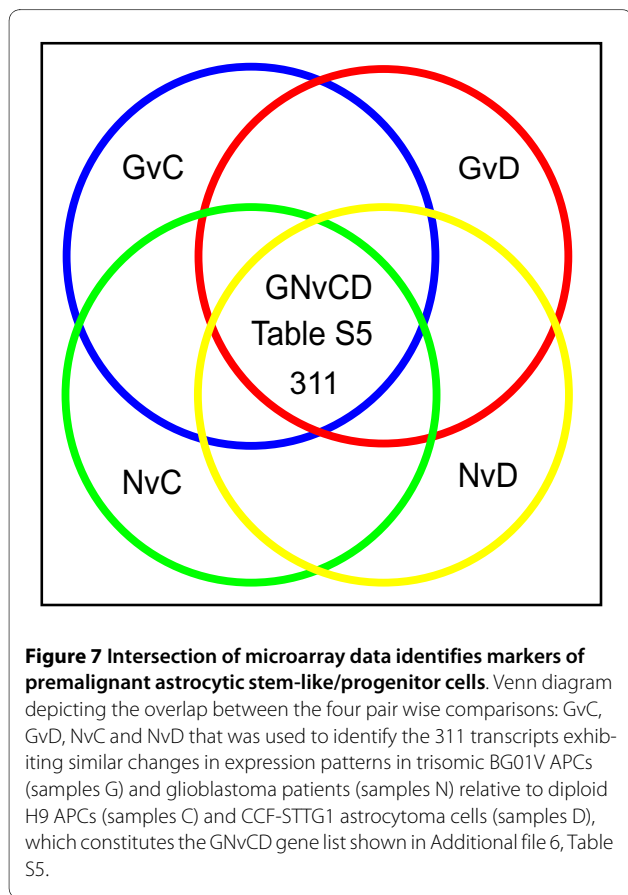 GvC
GvD
GNvCD
Table S5
311
NvC
NvD
Figure 7 Intersection of microarray data identifies markers of
premalignant astrocytic stem-like/progenitor cells. Venn diagram
depicting the overlap between the four pair wise comparisons: GvC,
GvD, NvC and NvD that was used to identify the 311 transcripts exhib-
iting similar changes in expression patterns in trisomic BG01V APCs
(samples G) and glioblastoma patients (samples N) relative to diploid
H9 APCs (samples C) and CCF-STTG1 astrocytoma cells (samples D),
which constitutes the GNvCD gene list shown in Additional file 6, Table
S5.